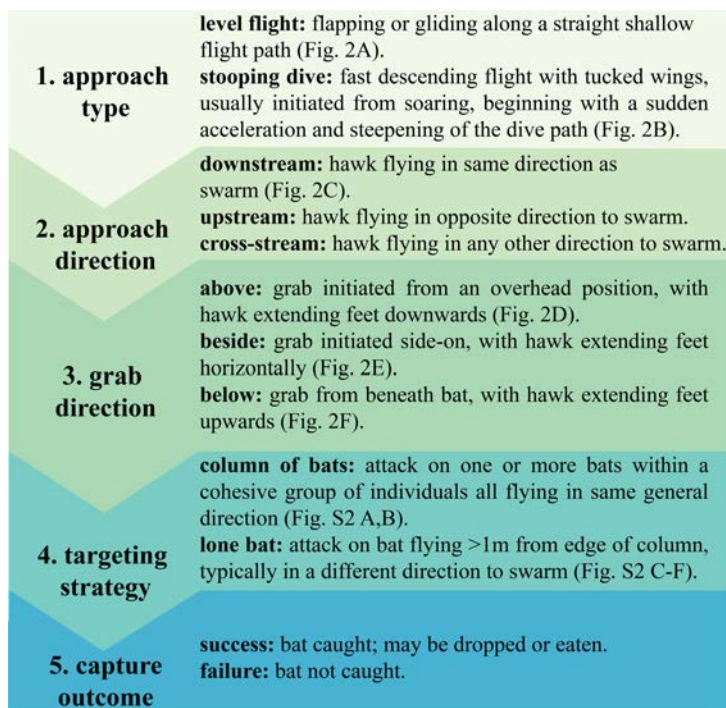 1. approach
type
level flight: flapping or gliding along a straight shallow
flight path (Fig. 2A).
stooping dive: fast descending flight with tucked wings,
usually initiated from soaring, beginning with a sudden
acceleration and steepening of the dive path (Fig. 2B).
2. approach
direction
downstream: hawk flying in same direction as
swarm (Fig. 2C).
upstream: hawk flying in opposite direction to swarm.
cross-stream: hawk flying in any other direction to swarm.
3. grab
direction
above: grab initiated from an overhead position, with
hawk extending feet downwards (Fig. 2D).
beside: grab initiated side-on, with hawk extending feet
horizontally (Fig. 2E).
below: grab from beneath bat, with hawk extending feet
upwards (Fig. 2F).
4. targeting
strategy
column of bats: attack on one or more bats within a
cohesive group of individuals all flying in same general
direction (Fig. S2 A,B).
lone bat: attack on bat flying >1m from edge of column,
typically in a different direction to swarm (Fig. S2 C-F).
5. capture
outcome
success: bat caught; may be dropped or eaten.
failure: bat not caught.